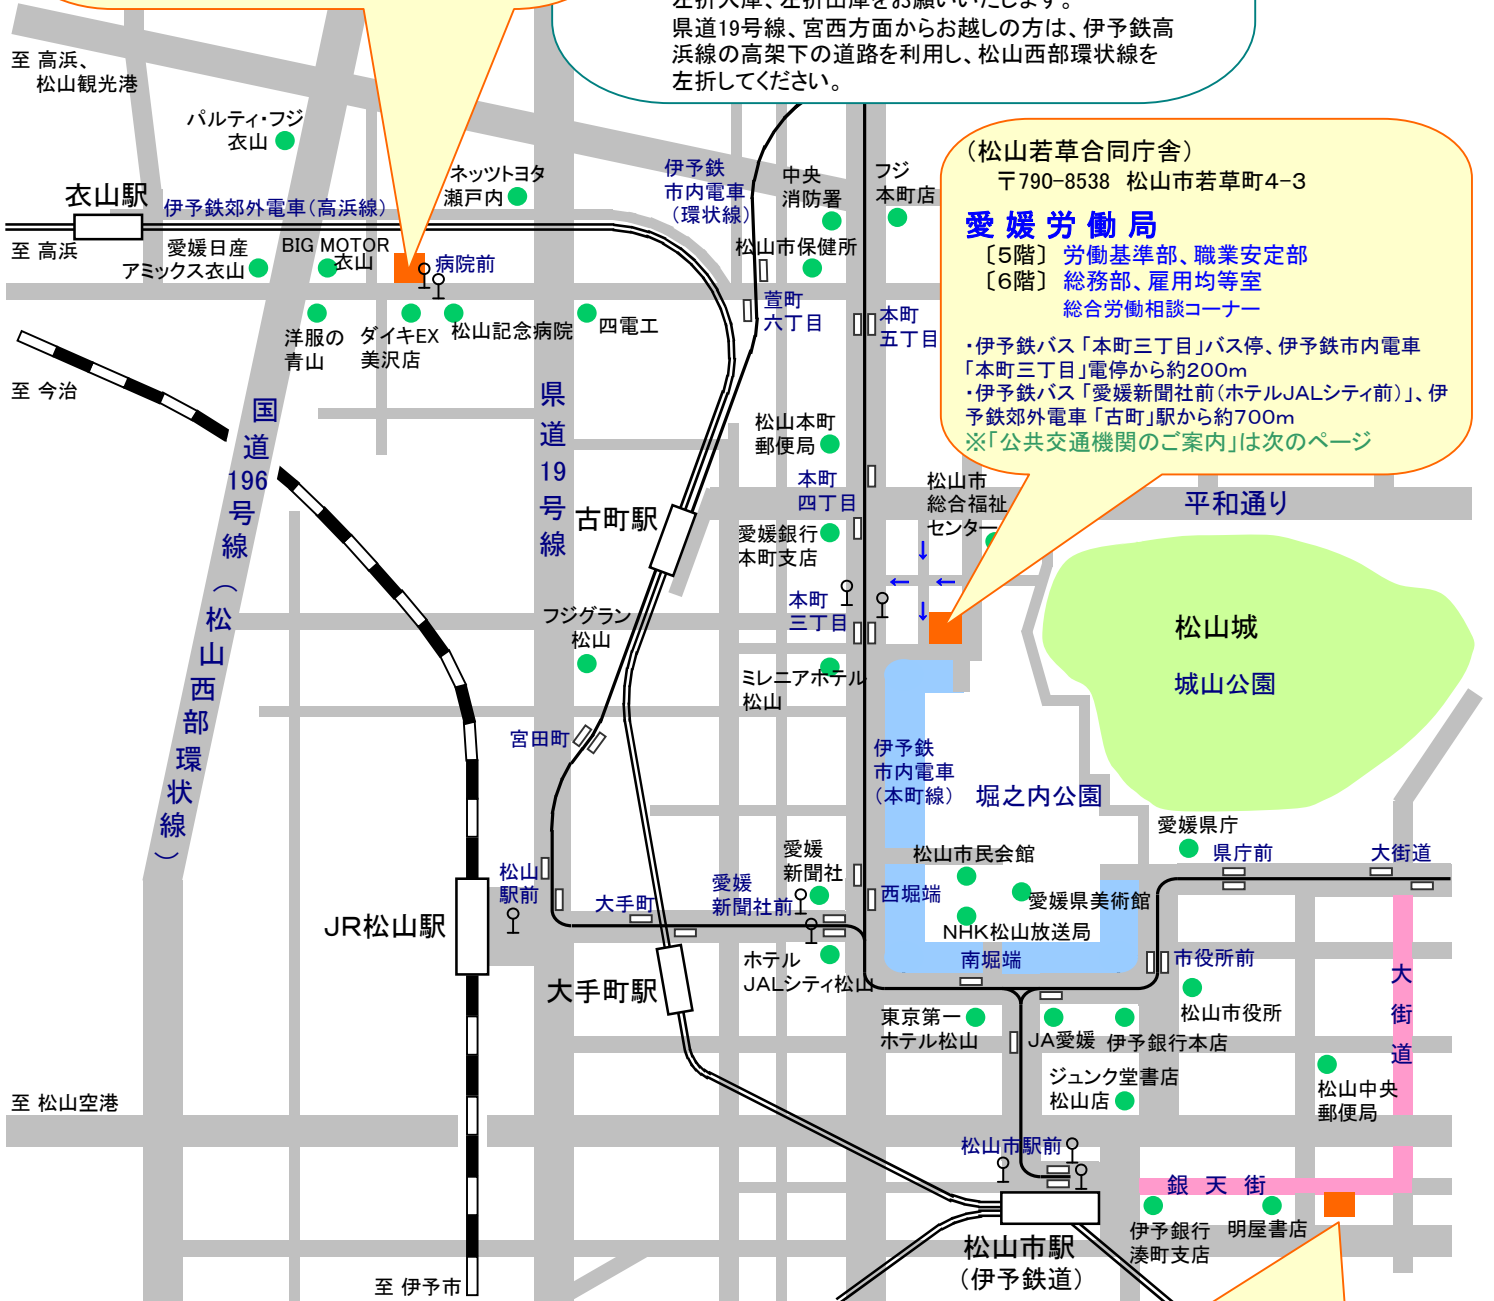 左折入庫、左折出庫をお願いいたします。
県道19号線、宮西方面からお越しの方は、伊予鉄高
浜線の高架下の道路を利用し、松山西部環状線を
左折してください。
至 高浜、
松山観光港
パルティ・フジ
衣山
ネッツトヨタ
瀬戸内
伊予鉄
市内電車
(環状線)
中央
消防署
フジ
本町店
(松山若草合同庁舎)
〒790-8538 松山市若草町4-3
愛媛労働局
〔5階〕 労働基準部、職業安定部
〔6階〕 総務部、雇用均等室
総合労働相談コーナー
・伊予鉄バス「本町三丁目」バス停、伊予鉄市内電車
「本町三丁目」電停から約200m
・伊予鉄バス「愛媛新聞社前(ホテルJALシティ前)」、伊
予鉄郊外電車「古町」駅から約700m
※「公共交通機関のご案内」は次のページ
衣山駅
伊予鉄郊外電車(高浜線)
至 高浜
愛媛日産
アミックス衣山
BIG MOTOR
衣山
病院前
松山市保健所
萱町
六丁目
本町
五丁目
洋服の
青山
ダイキEX
美沢店
松山記念病院
四電工
至 今治
国道196号線(松山西部環状線)
県道19号線
松山本町
郵便局
本町
四丁目
松山市
総合福祉
センター
平和通り
古町駅
愛媛銀行
本町支店
本町
三丁目
フジグラン
松山
ミレニアホテル
松山
松山城
城山公園
宮田町
伊予鉄
市内電車
(本町線)
堀之内公園
愛媛県庁
県庁前
大街道
松山
駅前
大手町
愛媛
新聞社前
愛媛
新聞社
西堀端
松山市民会館
愛媛県美術館
NHK松山放送局
JR松山駅
大手町駅
ホテル
JALシティ松山
南堀端
市役所前
松山市役所
大街道
東京第一
ホテル松山
JA愛媛
伊予銀行本店
ジュンク堂書店
松山店
松山中央
郵便局
至 松山空港
松山市駅前
銀天街
伊予銀行
湊町支店
明屋書店
松山市駅
(伊予鉄道)
至 伊予市